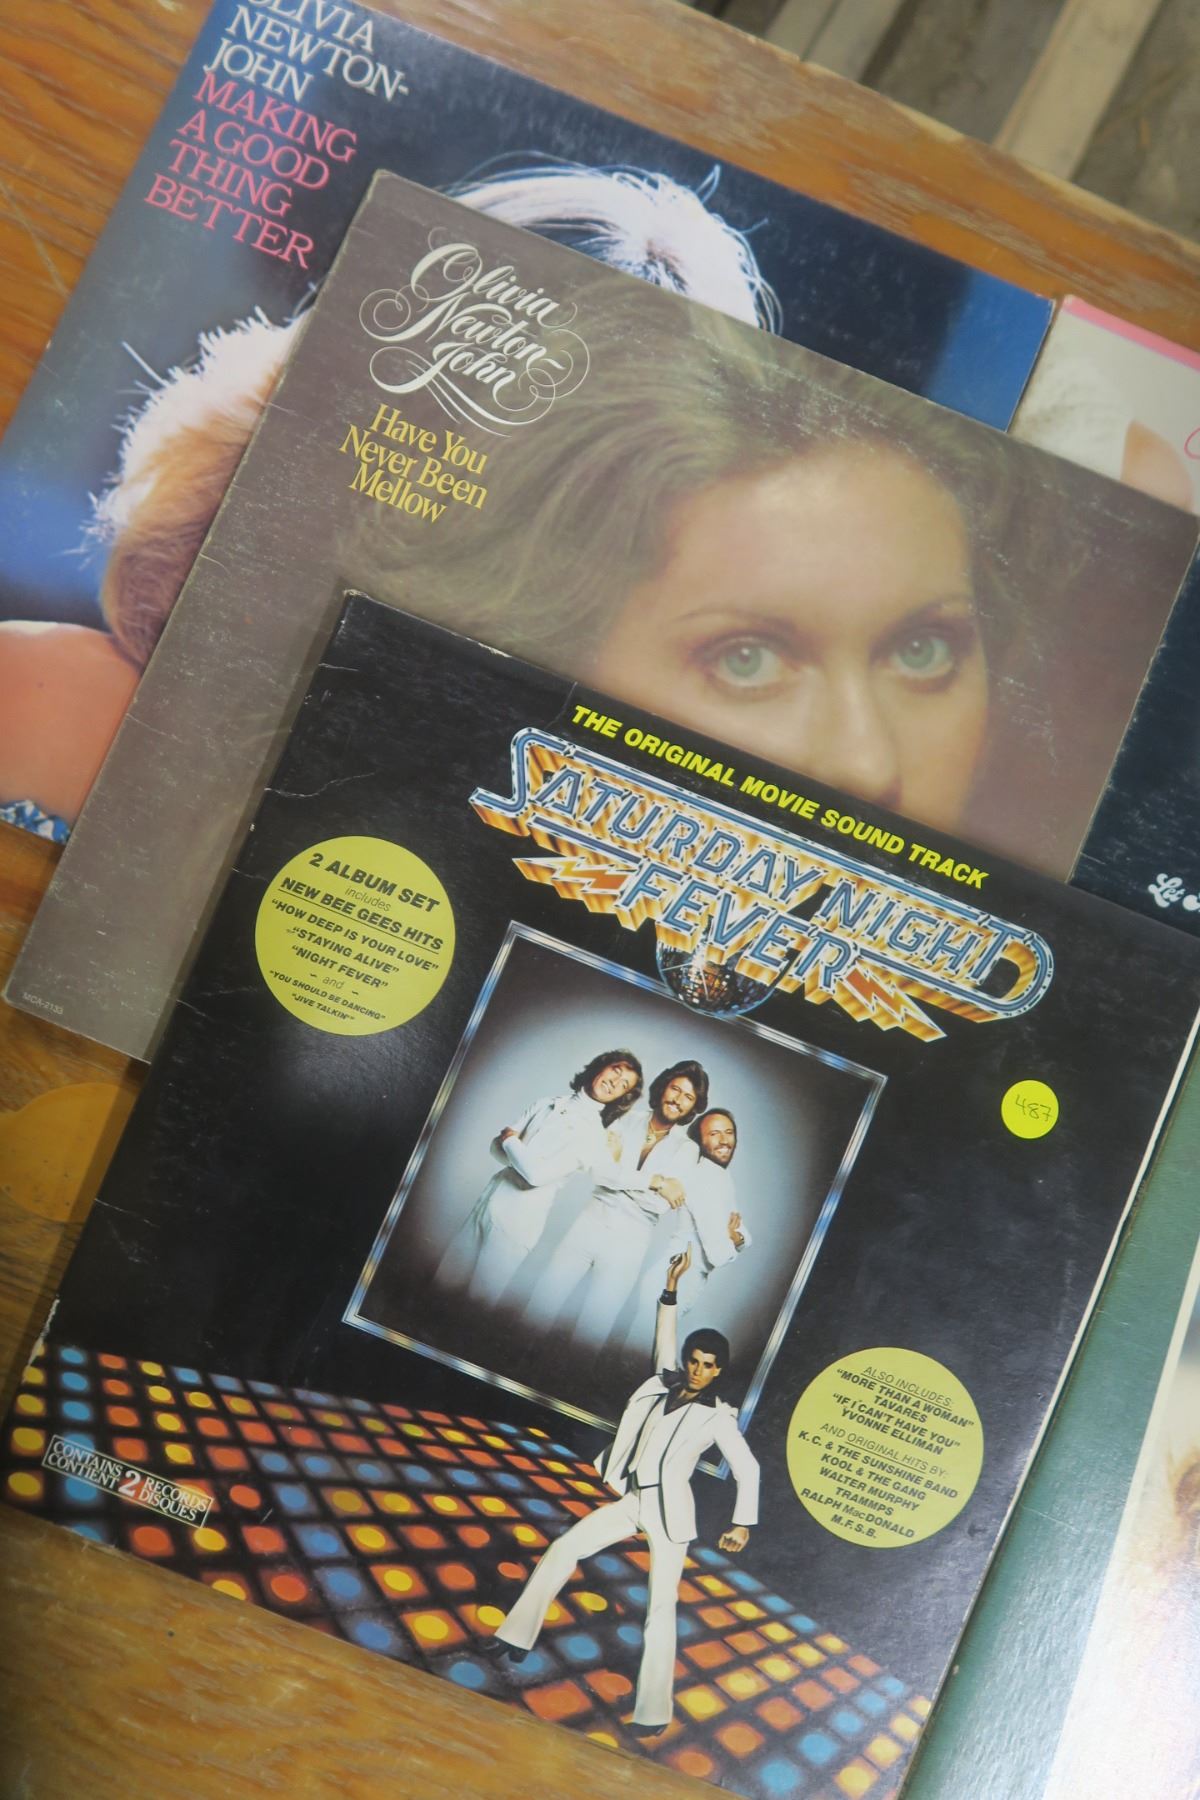 OLIVIA
NEWTON-
JOHN
MAKING
A GOOD
THING
BETTER
Olivia
Newton-
John
Have You
Never Been
Mellow
MCA-2133
Let
THE ORIGINAL MOVIE SOUND TRACK
SATURDAY NIGHT
FEVER
2 ALBUM SET
includes
NEW BEE GEES HITS
"HOW DEEP IS YOUR LOVE"
"STAYING ALIVE"
"NIGHT FEVER"
- and -
"YOU SHOULD BE DANCING"
"JIVE TALKIN'"
487
ALSO INCLUDES:
"MORE THAN A WOMAN"
TAVARES
"IF I CAN'T HAVE YOU"
YVONNE ELLIMAN
AND ORIGINAL HITS BY:
K.C. & THE SUNSHINE BAND
KOOL & THE GANG
WALTER MURPHY
TRAMMPS
RALPH MacDONALD
M.F.S.B.
CONTAINS 2 RECORDS
CONTIENT 2 DISQUES